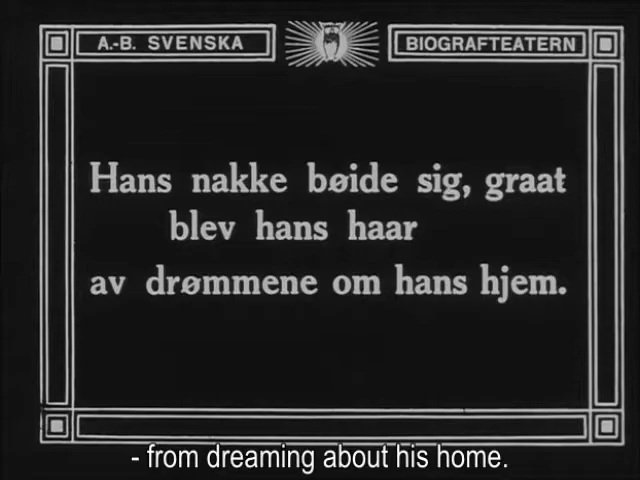 A.-B. SVENSKA
BIOGRAFTEATERN
Hans nakke bøide sig, graat
blev hans haar
av drømmene om hans hjem.
- from dreaming about his home.